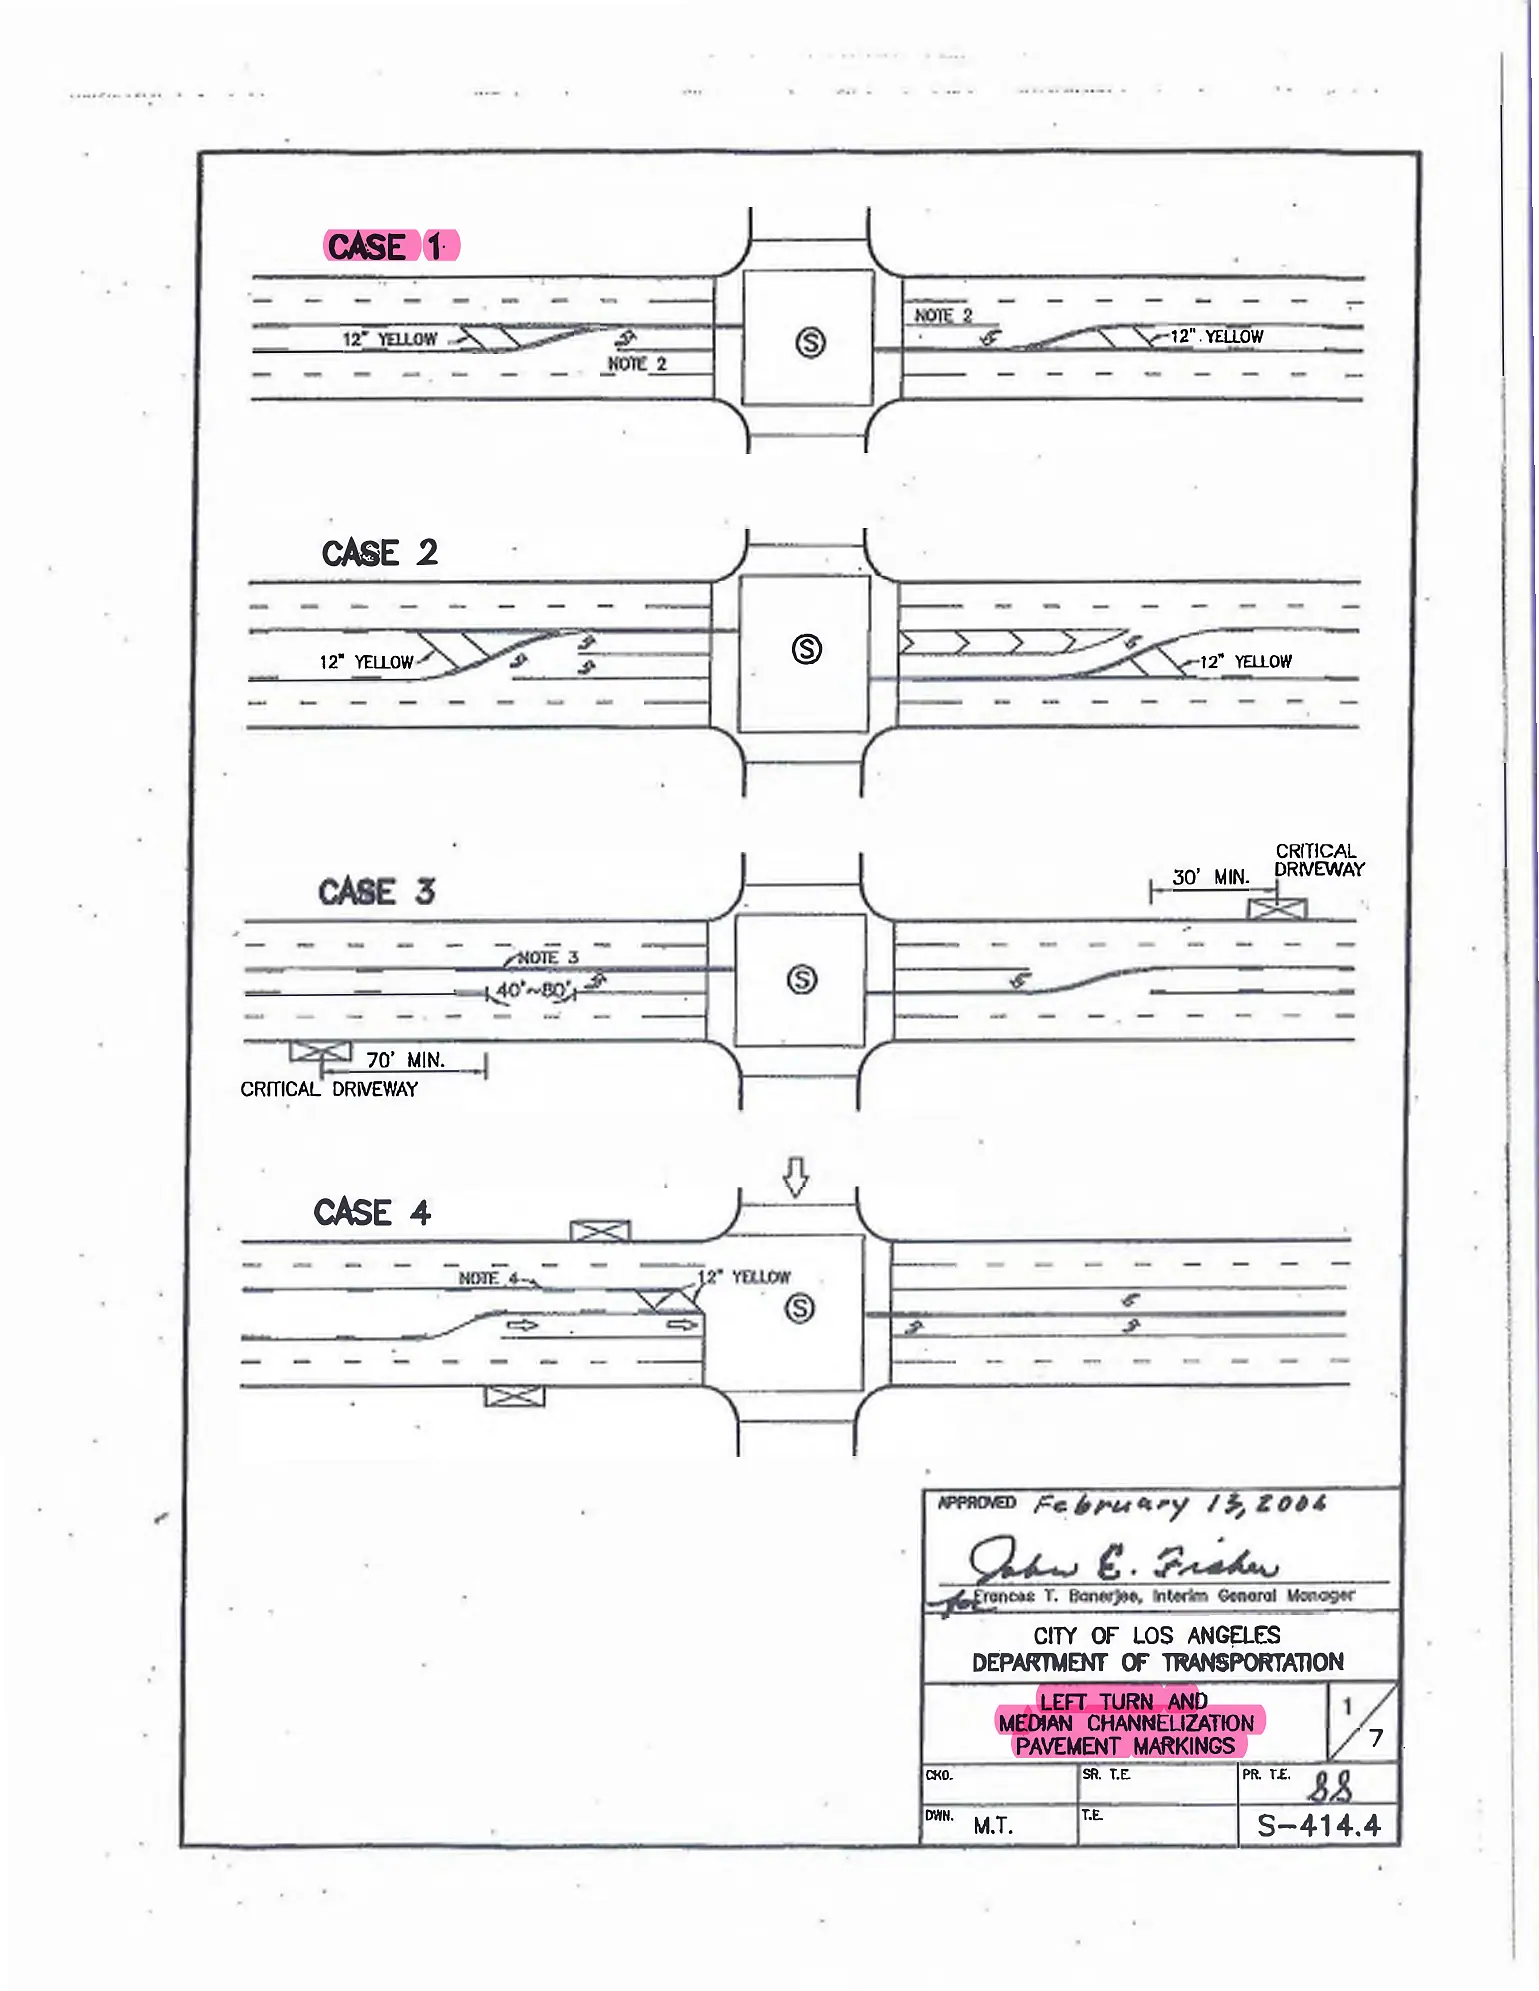 CASE 1
12" YELLOW
NOTE 2
S
NOTE 2
12" YELLOW
CASE 2
12" YELLOW
S
12" YELLOW
CRITICAL
DRIVEWAY
30' MIN.
CASE 3
NOTE 3
40'~80'
S
70' MIN.
CRITICAL DRIVEWAY
CASE 4
NOTE 4
12" YELLOW
S
APPROVED February 13, 2006
John E. Fisher
for Frances T. Banerjee, Interim General Manager
CITY OF LOS ANGELES
DEPARTMENT OF TRANSPORTATION
LEFT TURN AND
MEDIAN CHANNELIZATION
PAVEMENT MARKINGS
1/7
CKD.
SR. T.E.
PR. T.E.
DWN. M.T.
T.E.
S-414.4